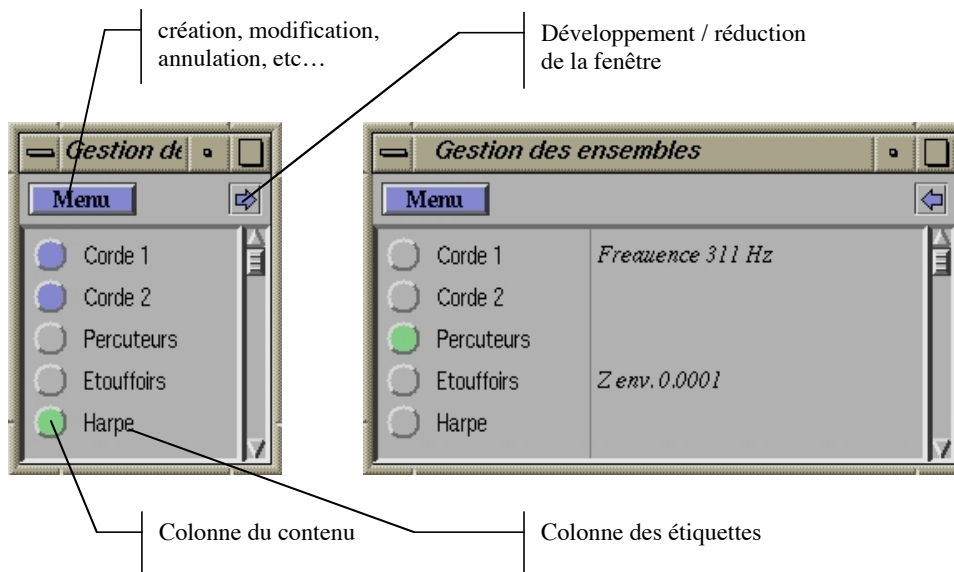 création, modification,
annulation, etc…
Développement / réduction
de la fenêtre
Gestion de
Menu
Corde 1
Corde 2
Percuteurs
Etouffoirs
Harpe
Gestion des ensembles
Menu
Corde 1
Freauence 311 Hz
Corde 2
Percuteurs
Etouffoirs
Z env. 0.0001
Harpe
Colonne du contenu
Colonne des étiquettes